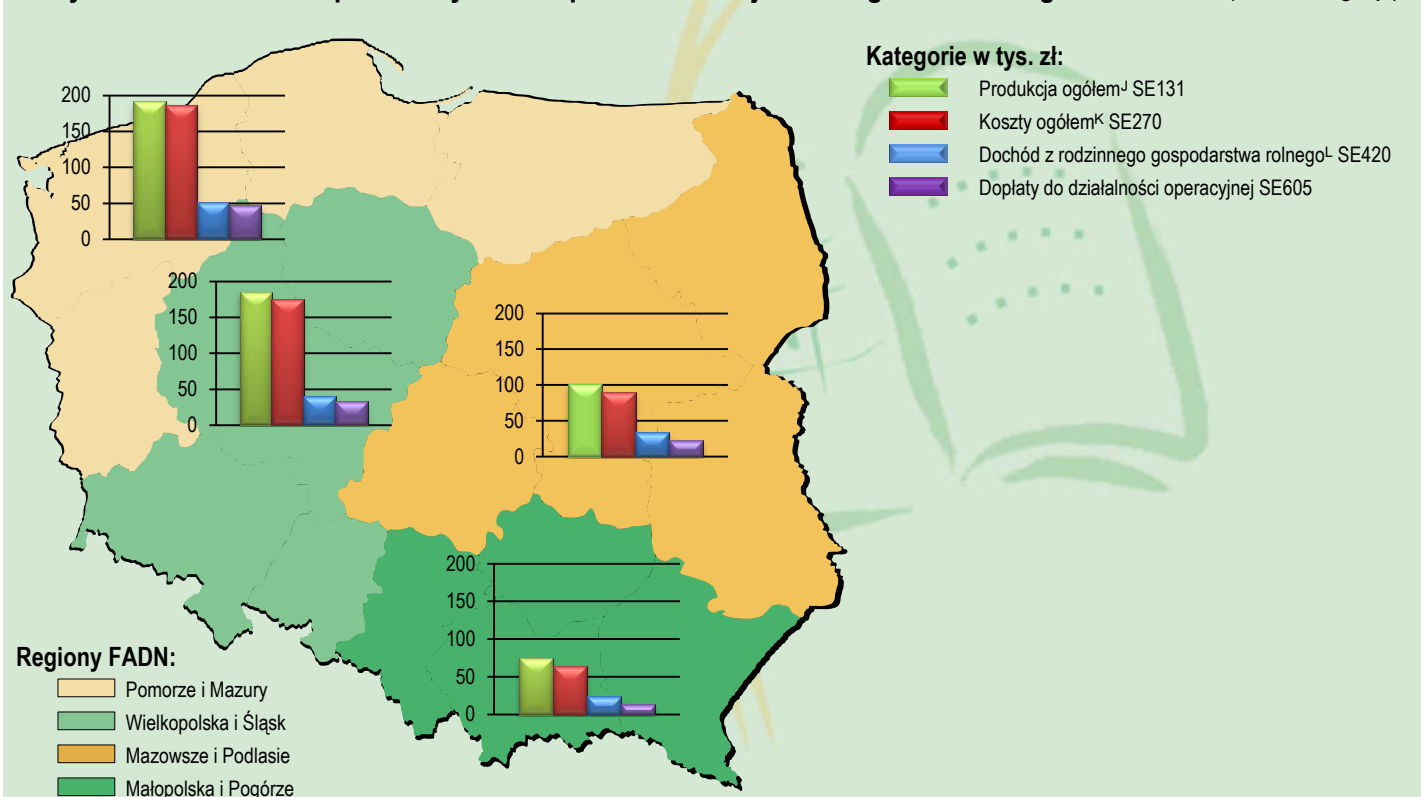 Kategorie w tys. zł:
Produkcja ogółemᴶ SE131
Koszty ogółemᴷ SE270
Dochód z rodzinnego gospodarstwa rolnegoᴸ SE420
Dopłaty do działalności operacyjnej SE605
200
150
100
50
0
200
150
100
50
0
200
150
100
50
0
200
150
100
50
0
Regiony FADN:
Pomorze i Mazury
Wielkopolska i Śląsk
Mazowsze i Podlasie
Małopolska i Pogórze